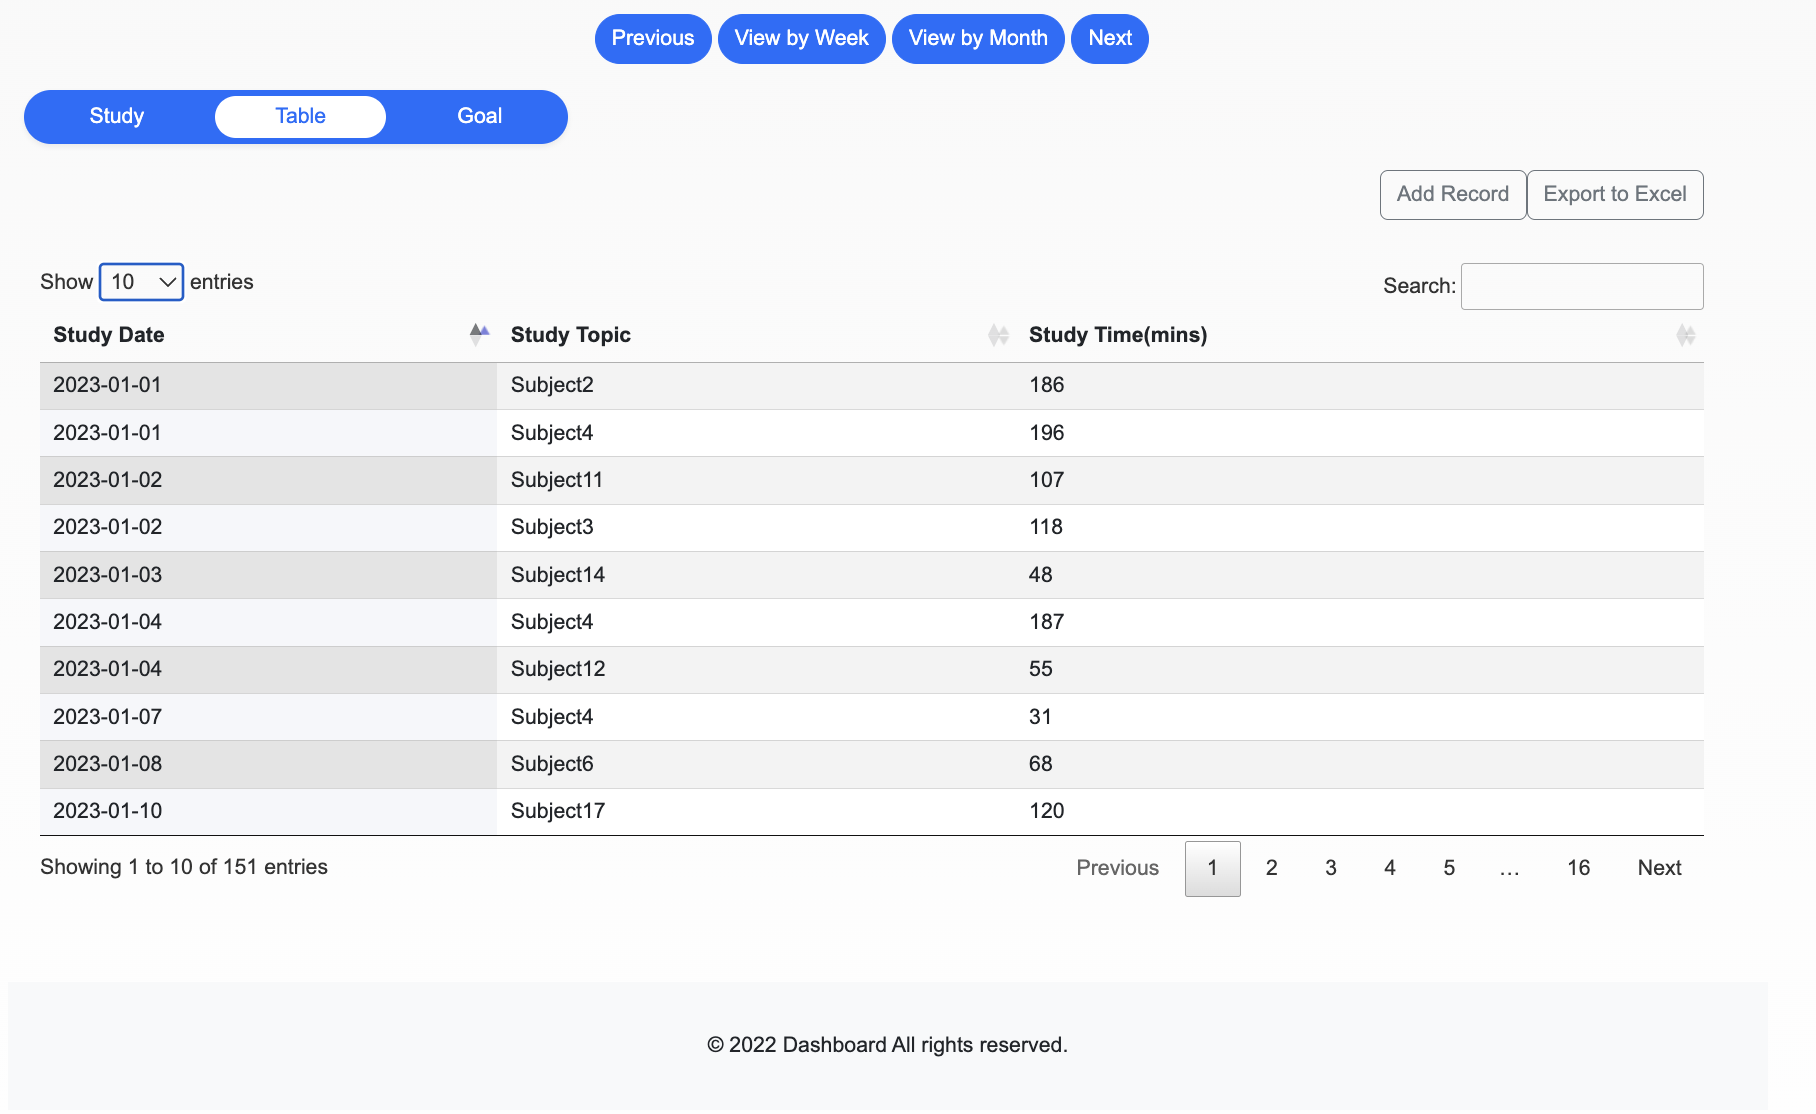 Previous View by Week View by Month Next
Study Table Goal
Add Record Export to Excel
Show 10 entries Search:
Study Date Study Topic Study Time(mins)
2023-01-01 Subject2 186
2023-01-01 Subject4 196
2023-01-02 Subject11 107
2023-01-02 Subject3 118
2023-01-03 Subject14 48
2023-01-04 Subject4 187
2023-01-04 Subject12 55
2023-01-07 Subject4 31
2023-01-08 Subject6 68
2023-01-10 Subject17 120
Showing 1 to 10 of 151 entries Previous 1 2 3 4 5 … 16 Next
© 2022 Dashboard All rights reserved.